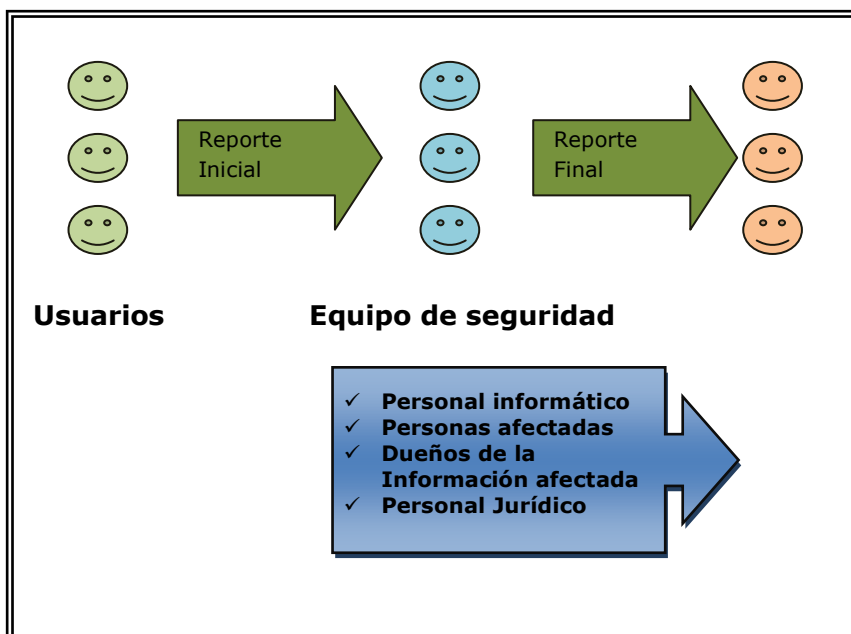 Reporte
Inicial
Reporte
Final
Usuarios
Equipo de seguridad
✓ Personal informático
✓ Personas afectadas
✓ Dueños de la
Información afectada
✓ Personal Jurídico